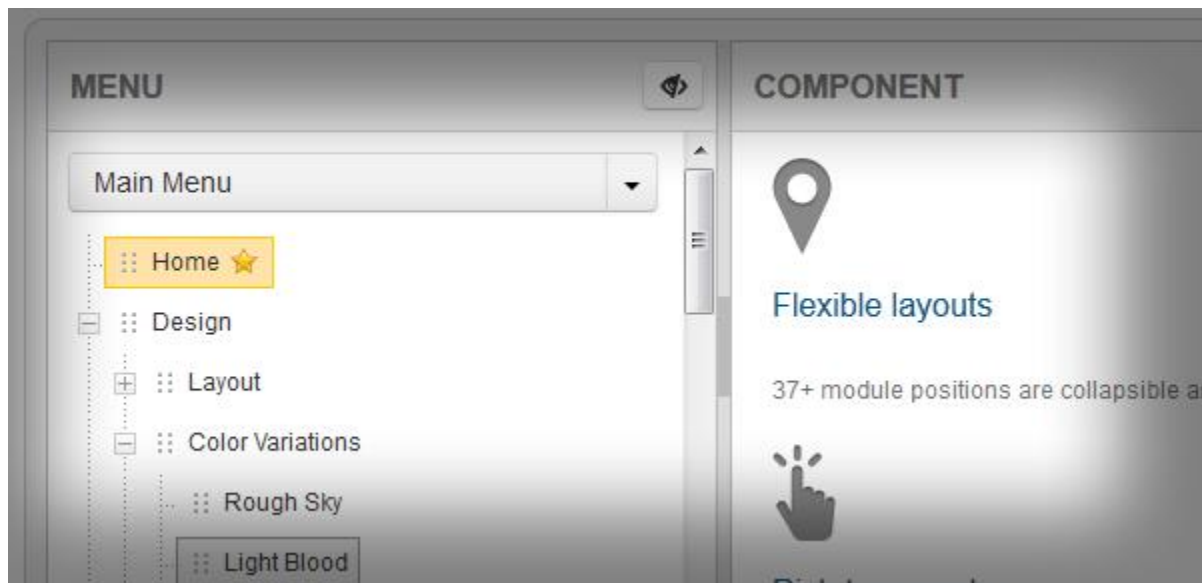 MENU
COMPONENT
Main Menu
Home
Design
Layout
Color Variations
Rough Sky
Light Blood
Flexible layouts
37+ module positions are collapsible